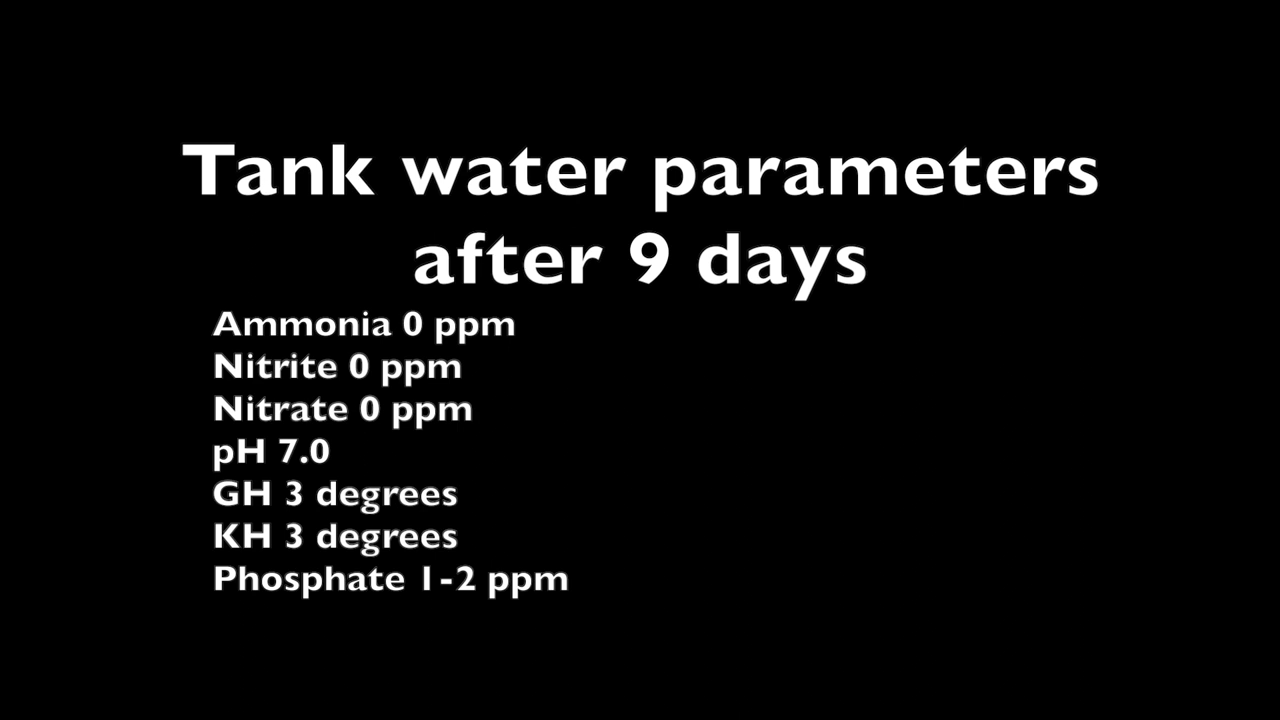 Tank water parameters
after 9 days
Ammonia 0 ppm
Nitrite 0 ppm
Nitrate 0 ppm
pH 7.0
GH 3 degrees
KH 3 degrees
Phosphate 1-2 ppm